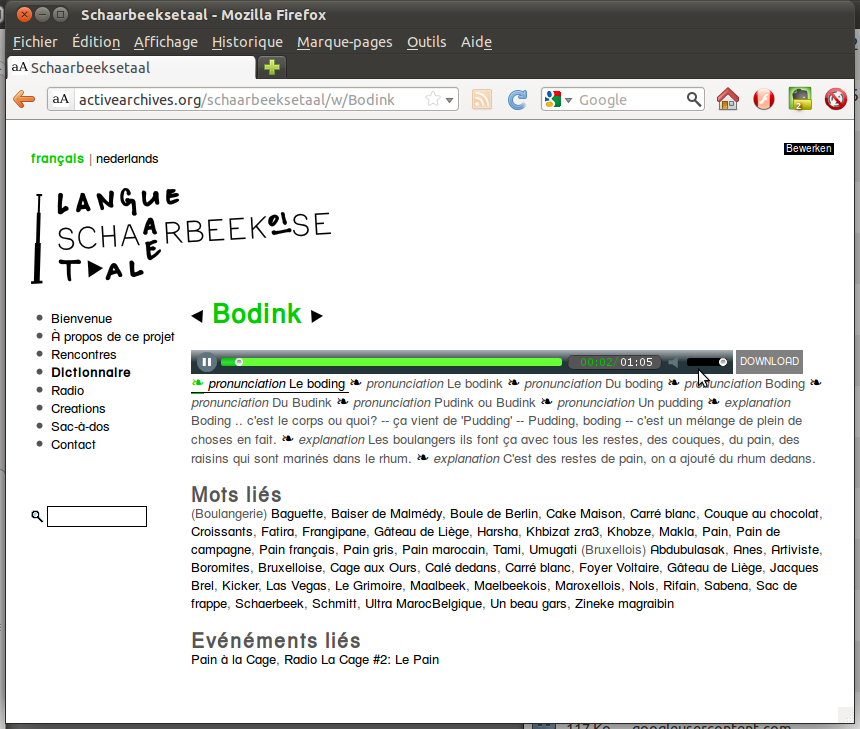 Schaarbeeksetaal - Mozilla Firefox
Fichier Édition Affichage Historique Marque-pages Outils Aide
aA Schaarbeeksetaal
aA activearchives.org/schaarbeeksetaal/w/Bodink Google 2
Bewerken
français | nederlands
LANGUE
SCHAARBEEKOISE
TAAL
Bienvenue
À propos de ce projet
Rencontres
Dictionnaire
Radio
Creations
Sac-à-dos
Contact
Bodink
00:02/01:05 DOWNLOAD
pronunciation Le boding ❧ pronunciation Le bodink ❧ pronunciation Du boding ❧ pronunciation Boding ❧
pronunciation Du Budink ❧ pronunciation Pudink ou Budink ❧ pronunciation Un pudding ❧ explanation
Boding .. c'est le corps ou quoi? -- ça vient de 'Pudding' -- Pudding, boding -- c'est un mélange de plein de
choses en fait. ❧ explanation Les boulangers ils font ça avec tous les restes, des couques, du pain, des
raisins qui sont marinés dans le rhum. ❧ explanation C'est des restes de pain, on a ajouté du rhum dedans.
Mots liés
(Boulangerie) Baguette, Baiser de Malmédy, Boule de Berlin, Cake Maison, Carré blanc, Couque au chocolat,
Croissants, Fatira, Frangipane, Gâteau de Liège, Harsha, Khbizat zra3, Khobze, Makla, Pain, Pain de
campagne, Pain français, Pain gris, Pain marocain, Tami, Umugati (Bruxellois) Abdubulasak, Anes, Artiviste,
Boromites, Bruxelloise, Cage aux Ours, Calé dedans, Carré blanc, Foyer Voltaire, Gâteau de Liège, Jacques
Brel, Kicker, Las Vegas, Le Grimoire, Maalbeek, Maelbeekois, Maroxellois, Nols, Rifain, Sabena, Sac de
frappe, Schaerbeek, Schmitt, Ultra MarocBelgique, Un beau gars, Zineke magraibin
Evénéments liés
Pain à la Cage, Radio La Cage #2: Le Pain
117 Ko googleusercontent.com